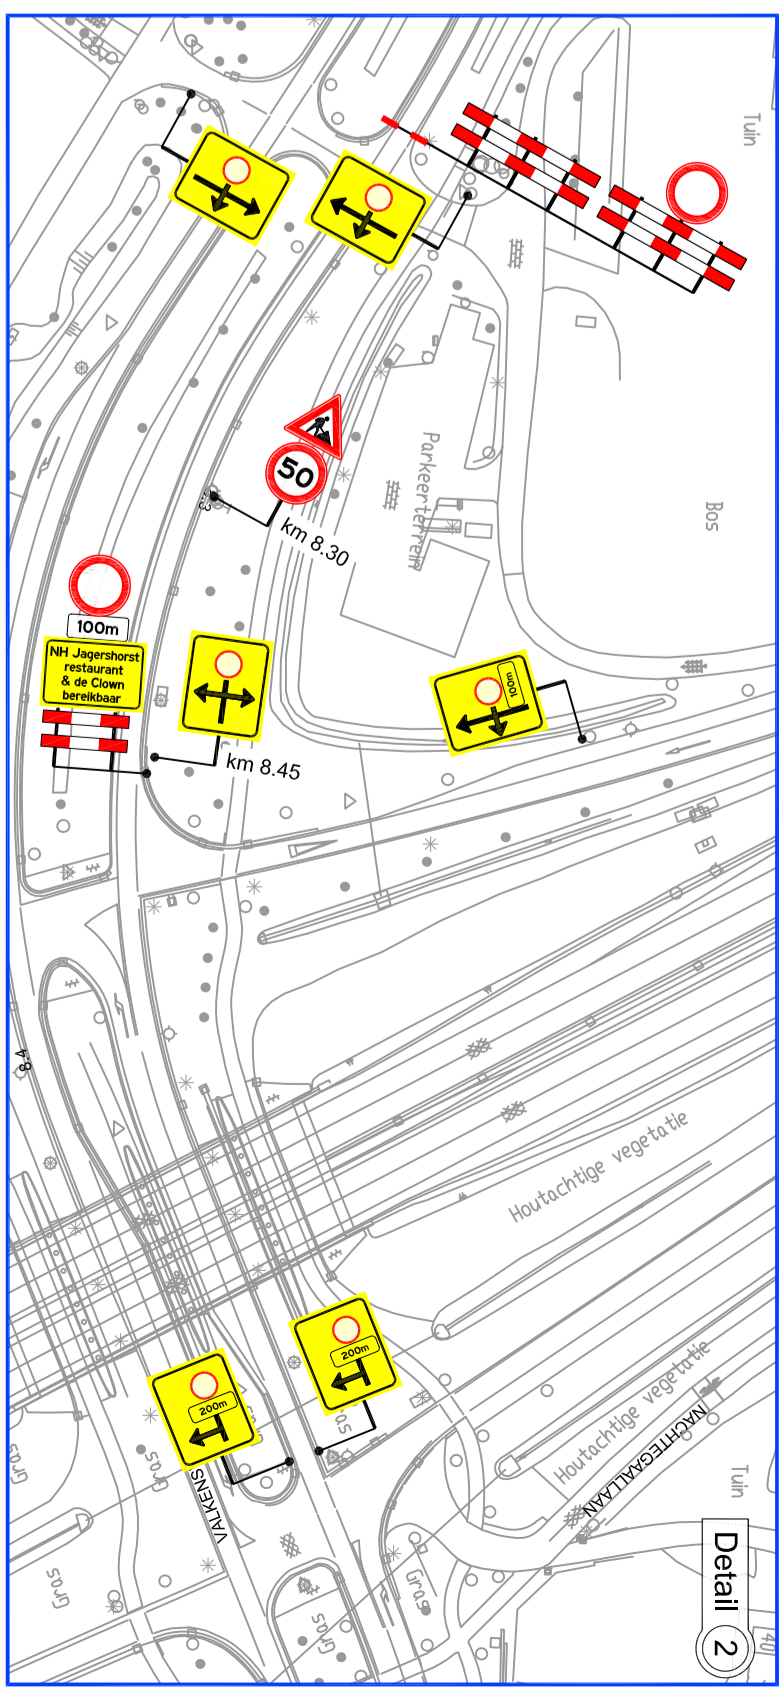 Tuin
50
km 8.30
Parkeerterrein
Bos
100m
NH Jagershorst
restaurant
& de Clown
bereikbaar
100m
km 8.45
8.4
Houtachtige vegetatie
200m
200m
Houtachtige vegetatie
NACHTEGAALLAAN
VALKENS
Gras
Gras
Tuin
Gras
Gras
Gras
Detail 2
40